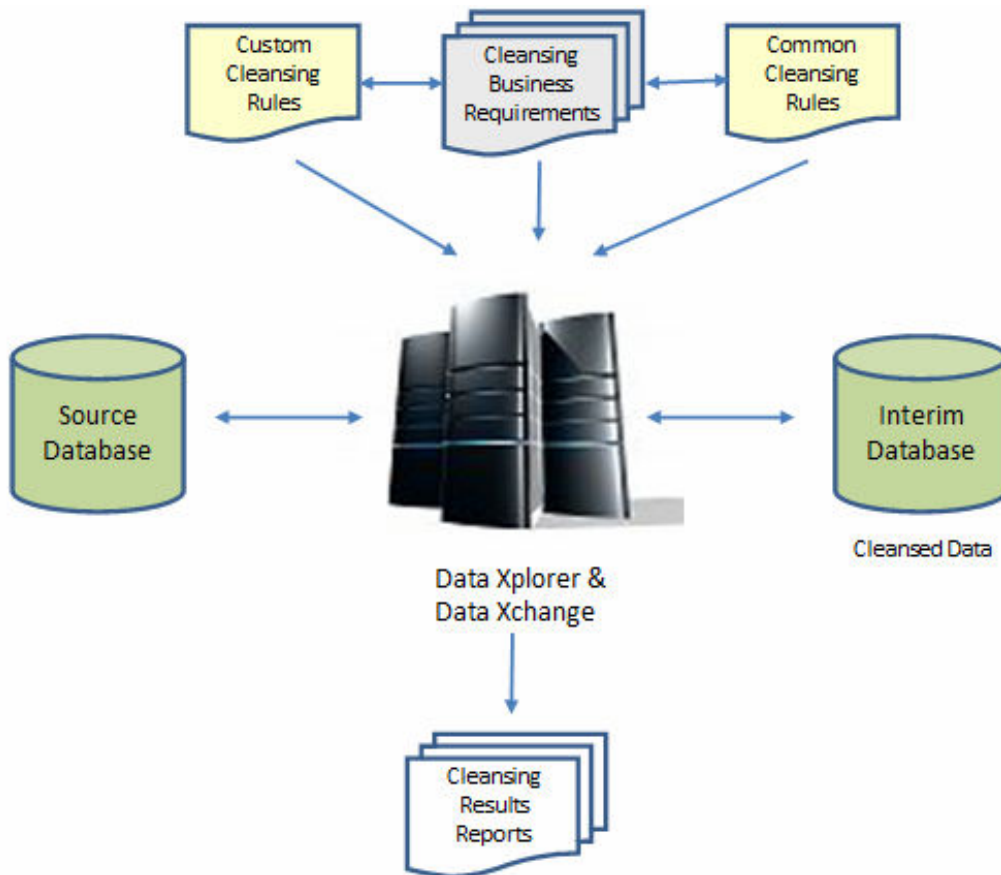 Custom
Cleansing
Rules
Cleansing
Business
Requirements
Common
Cleansing
Rules
Source
Database
Interim
Database
Cleansed Data
Data Xplorer &
Data Xchange
Cleansing
Results
Reports